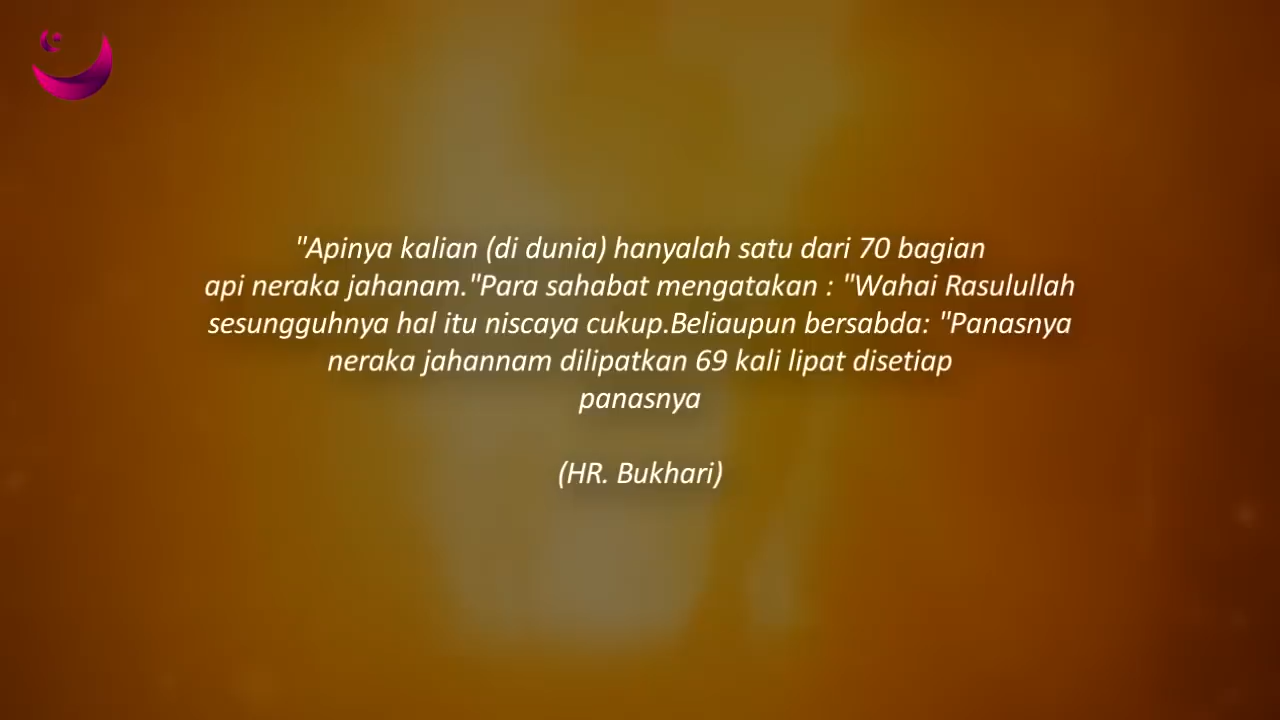 "Apinya kalian (di dunia) hanyalah satu dari 70 bagian
api neraka jahanam."Para sahabat mengatakan : "Wahai Rasulullah
sesungguhnya hal itu niscaya cukup.Beliaupun bersabda: "Panasnya
neraka jahannam dilipatkan 69 kali lipat disetiap
panasnya
(HR. Bukhari)